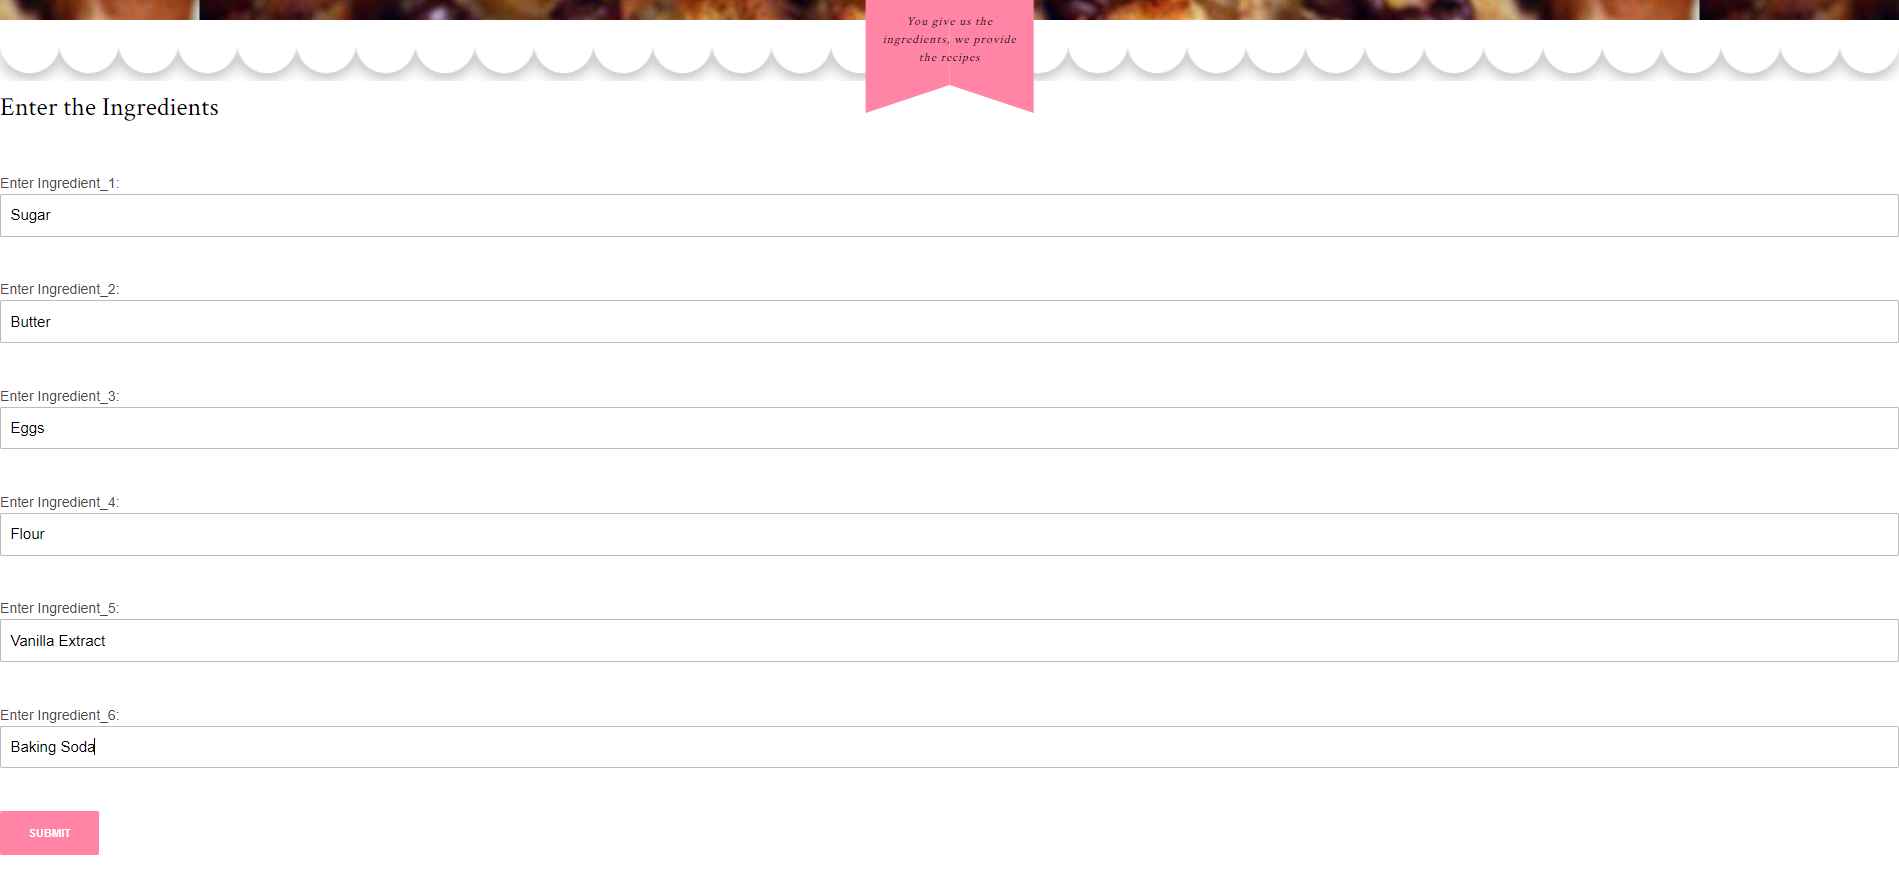 You give us the
ingredients, we provide
the recipes
Enter the Ingredients
Enter Ingredient_1:
Sugar
Enter Ingredient_2:
Butter
Enter Ingredient_3:
Eggs
Enter Ingredient_4:
Flour
Enter Ingredient_5:
Vanilla Extract
Enter Ingredient_6:
Baking Soda
SUBMIT